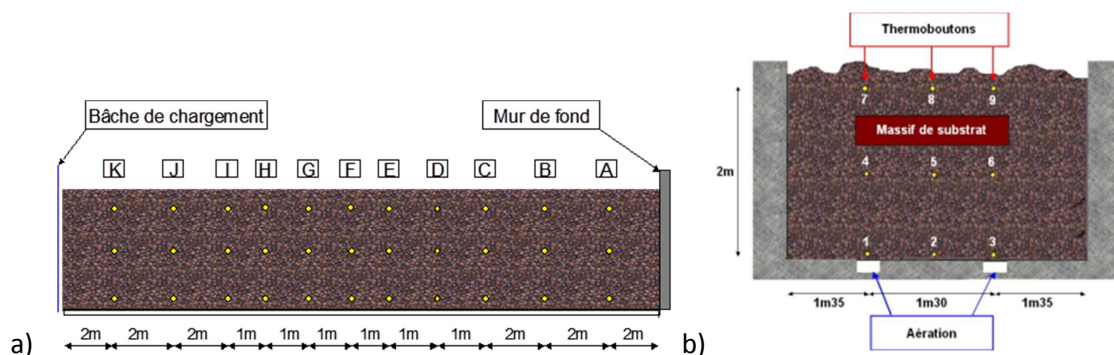 Bâche de chargement
Mur de fond
K J I H G F E D C B A
2m 2m 2m 1m 1m 1m 1m 1m 1m 2m 2m 2m
a)
Thermoboutons
7 8 9
Massif de substrat
4 5 6
2m
1 2 3
1m35 1m30 1m35
Aération
b)